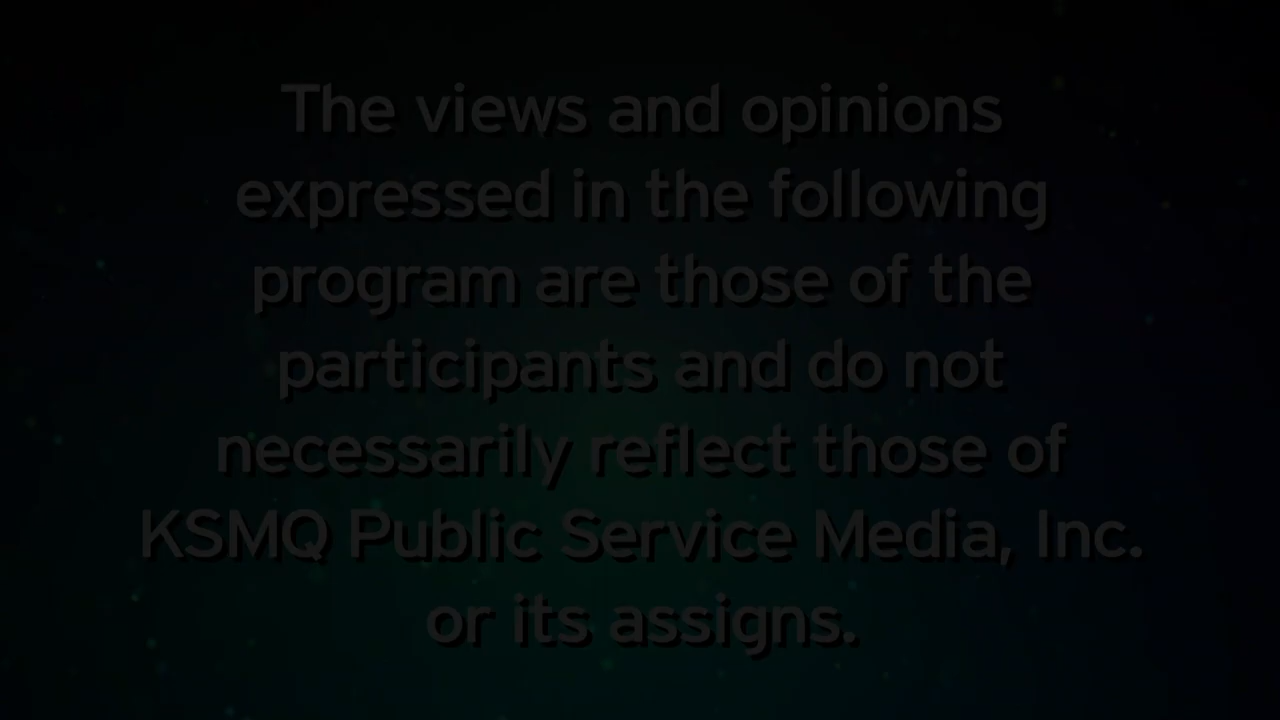 The views and opinions
expressed in the following
program are those of the
participants and do not
necessarily reflect those of
KSMQ Public Service Media, Inc.
or its assigns.